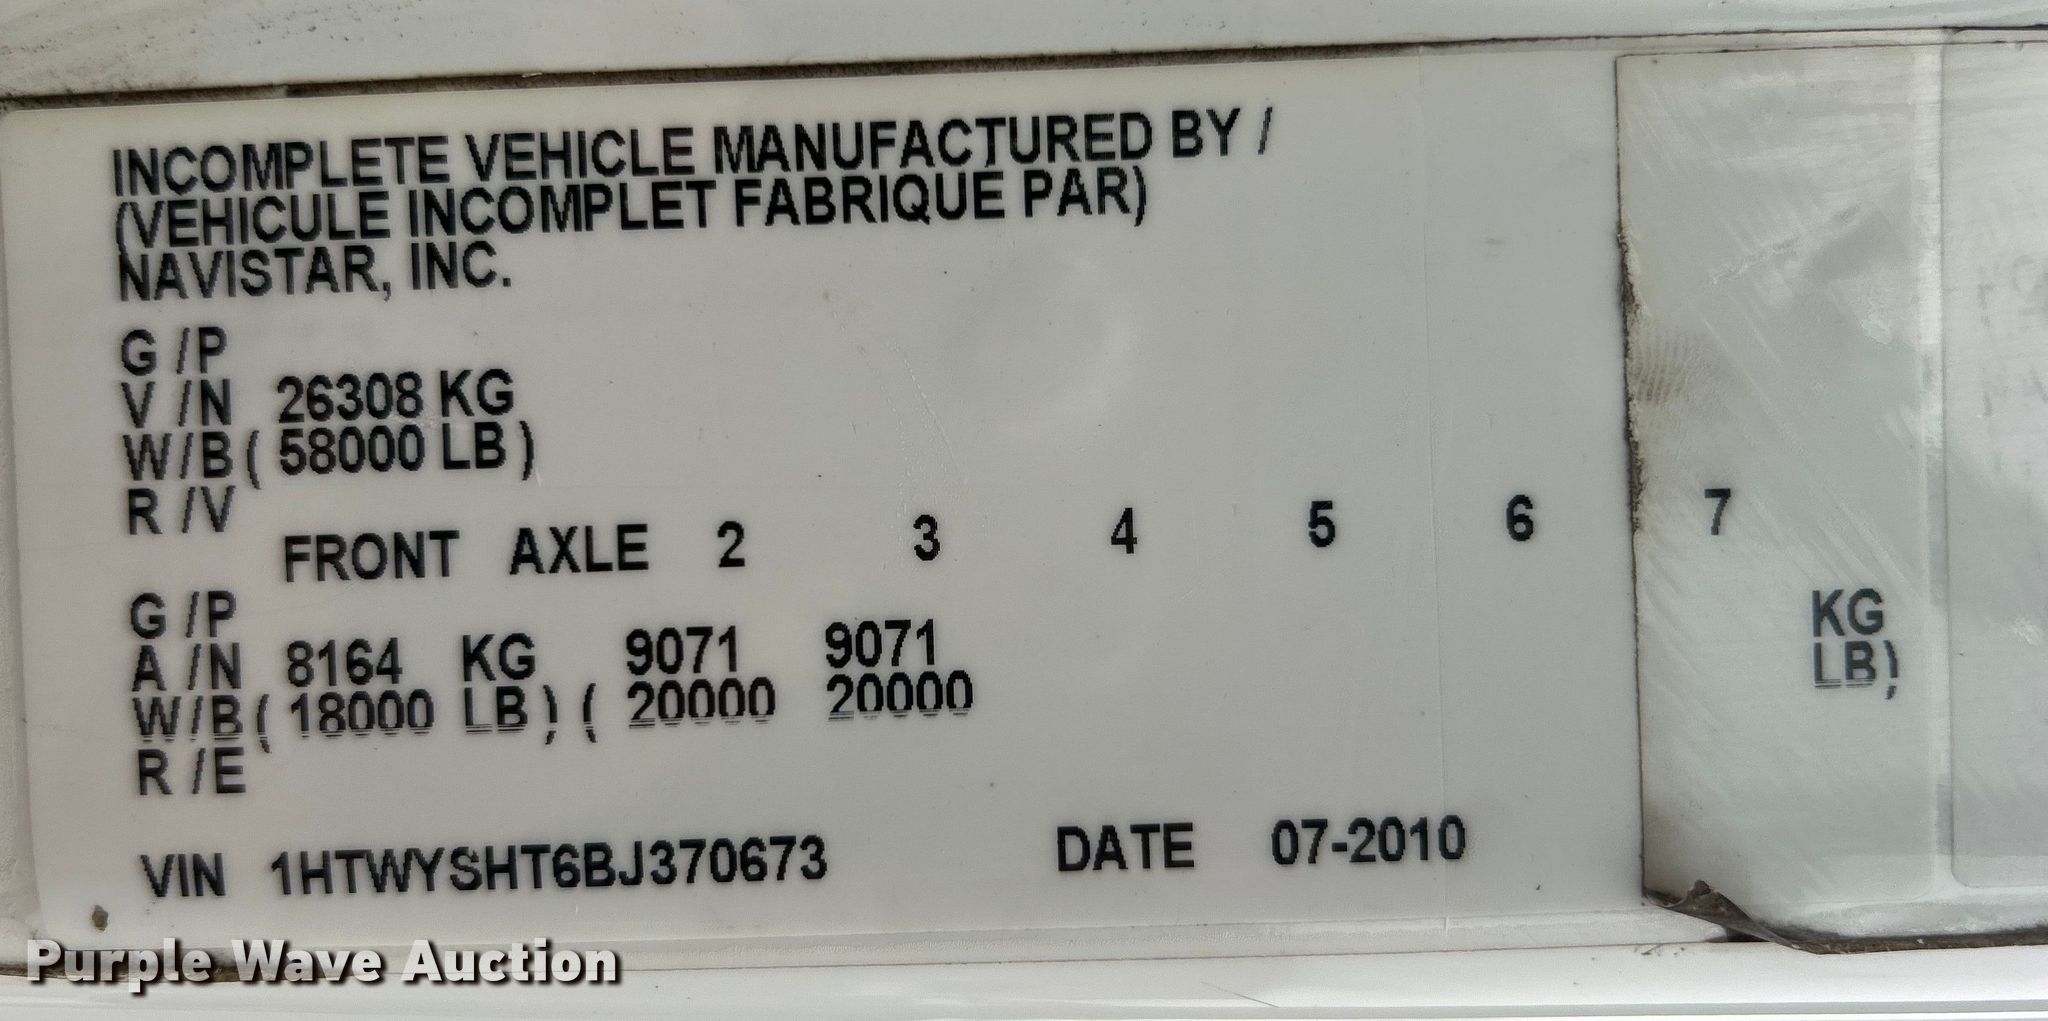 INCOMPLETE VEHICLE MANUFACTURED BY /
(VEHICULE INCOMPLET FABRIQUE PAR)
NAVISTAR, INC.
G /P
V /N 26308 KG
W/B ( 58000 LB )
R /V
FRONT AXLE 2 3 4 5 6 7
G /P
A /N 8164 KG 9071 9071 KG
W/B ( 18000 LB ) ( 20000 20000 LB)
R /E
VIN 1HTWYSHT6BJ370673 DATE 07-2010
Purple Wave Auction